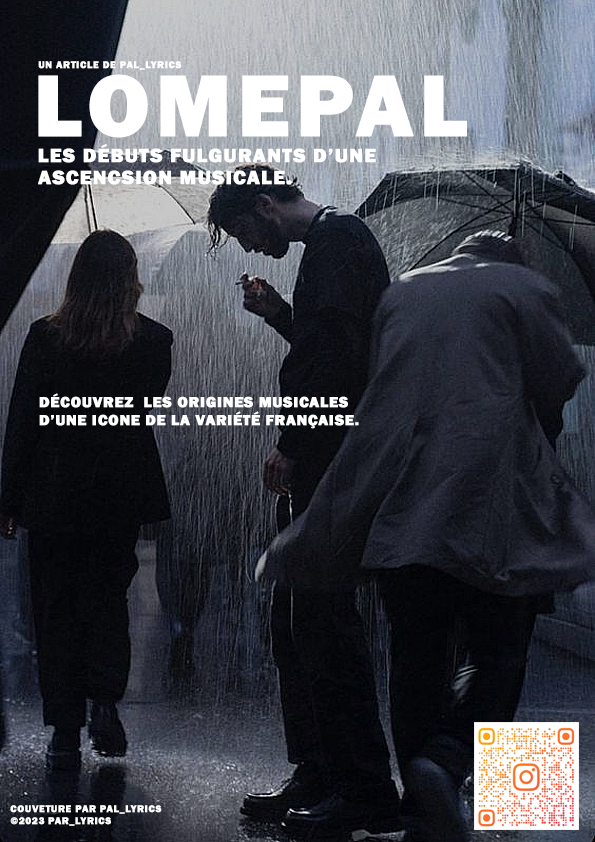 UN ARTICLE DE PAL_LYRICS
LOMEPAL
LES DÉBUTS FULGURANTS D'UNE
ASCENCSION MUSICALE.
DÉCOUVREZ LES ORIGINES MUSICALES
D'UNE ICONE DE LA VARIÉTÉ FRANÇAISE.
COUVETURE PAR PAL_LYRICS
©2023 PAR_LYRICS